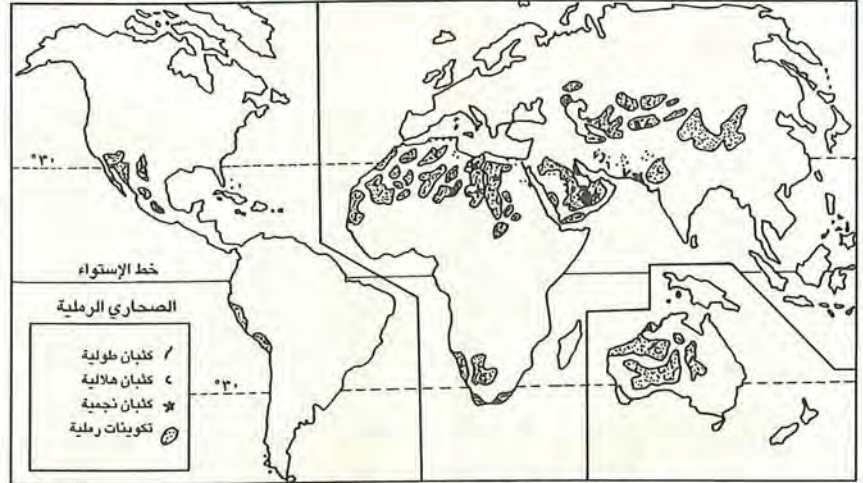 °٣٠
خط الإستواء
الصحاري الرملية
كثبان طولية
كثبان هلالية
كثبان نجمية
تكوينات رملية
°٣٠